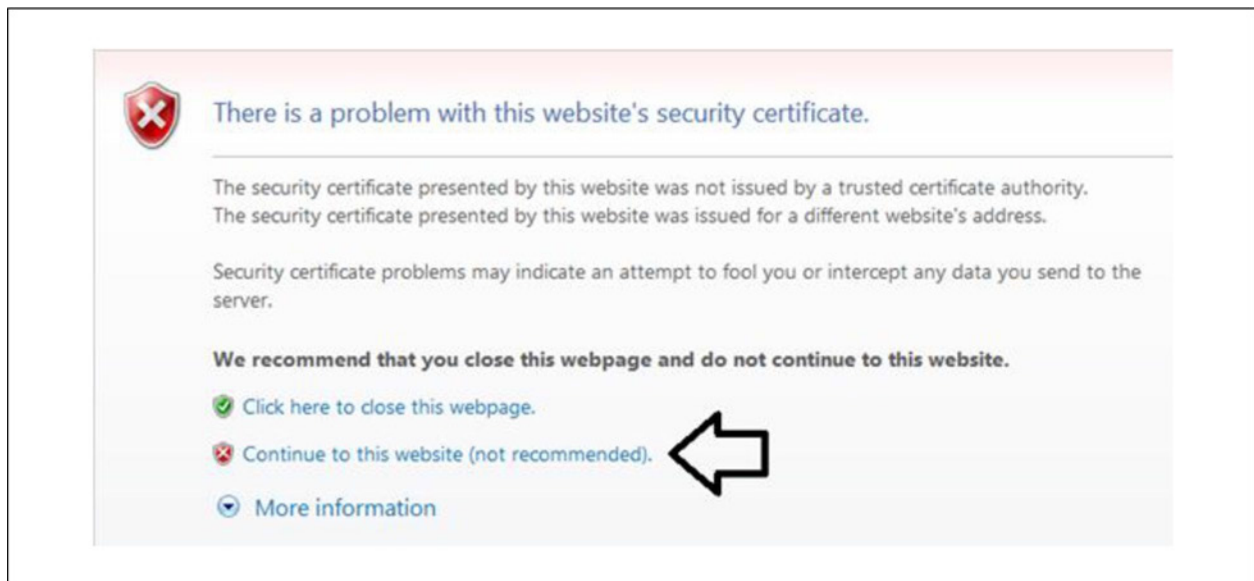 There is a problem with this website's security certificate.
The security certificate presented by this website was not issued by a trusted certificate authority.
The security certificate presented by this website was issued for a different website's address.
Security certificate problems may indicate an attempt to fool you or intercept any data you send to the
server.
We recommend that you close this webpage and do not continue to this website.
Click here to close this webpage.
Continue to this website (not recommended).
More information